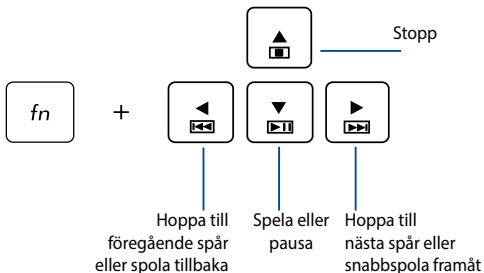 Stopp
fn
+
Hoppa till
föregående spår
eller spola tillbaka
Spela eller
pausa
Hoppa till
nästa spår eller
snabbspola framåt